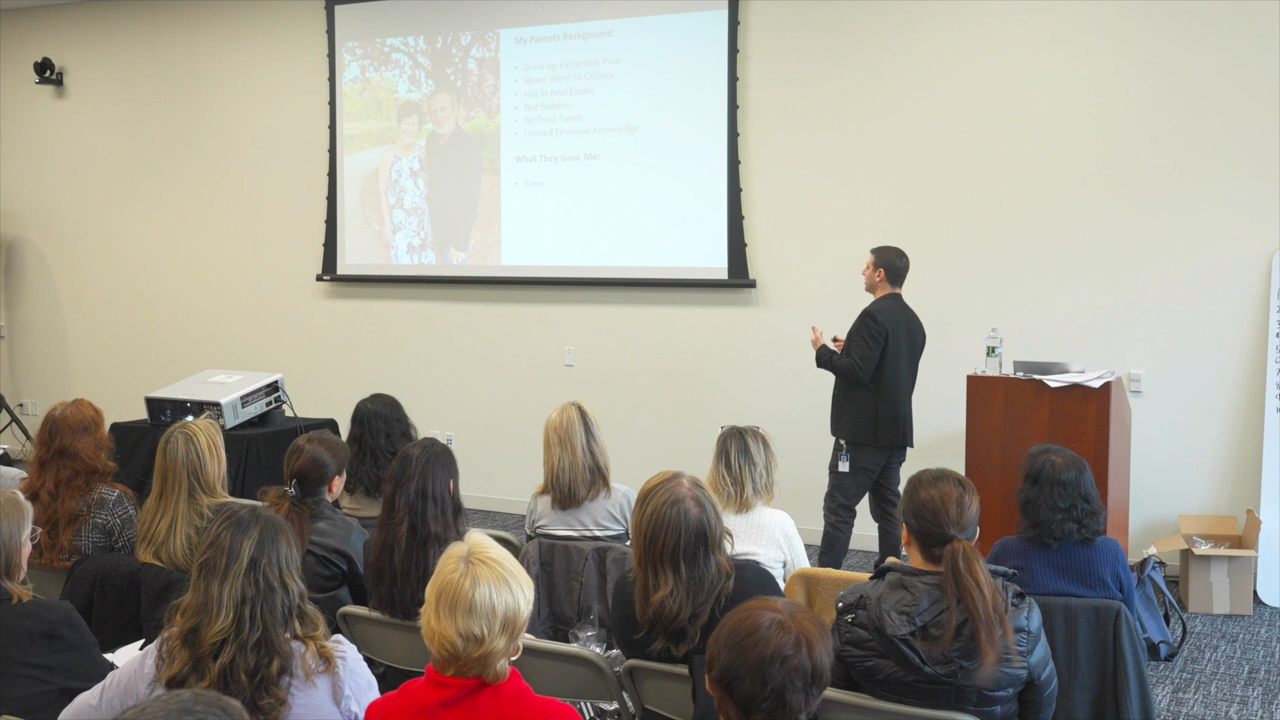 My Parents Background:
• Grew up Extremely Poor
• Never Went to College
• Not in Real Estate
• Not Builders
• No Trust Funds
• Limited Financial Knowledge
What They Gave Me:
• Time